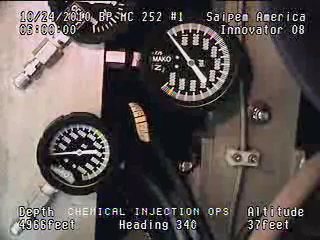 10/24/2010 BP MC 252 #1 Saipem America
06:00:00 Innovator 08
MAKO
Depth CHEMICAL INJECTION OPS Altitude
4966feet Heading 340 37feet